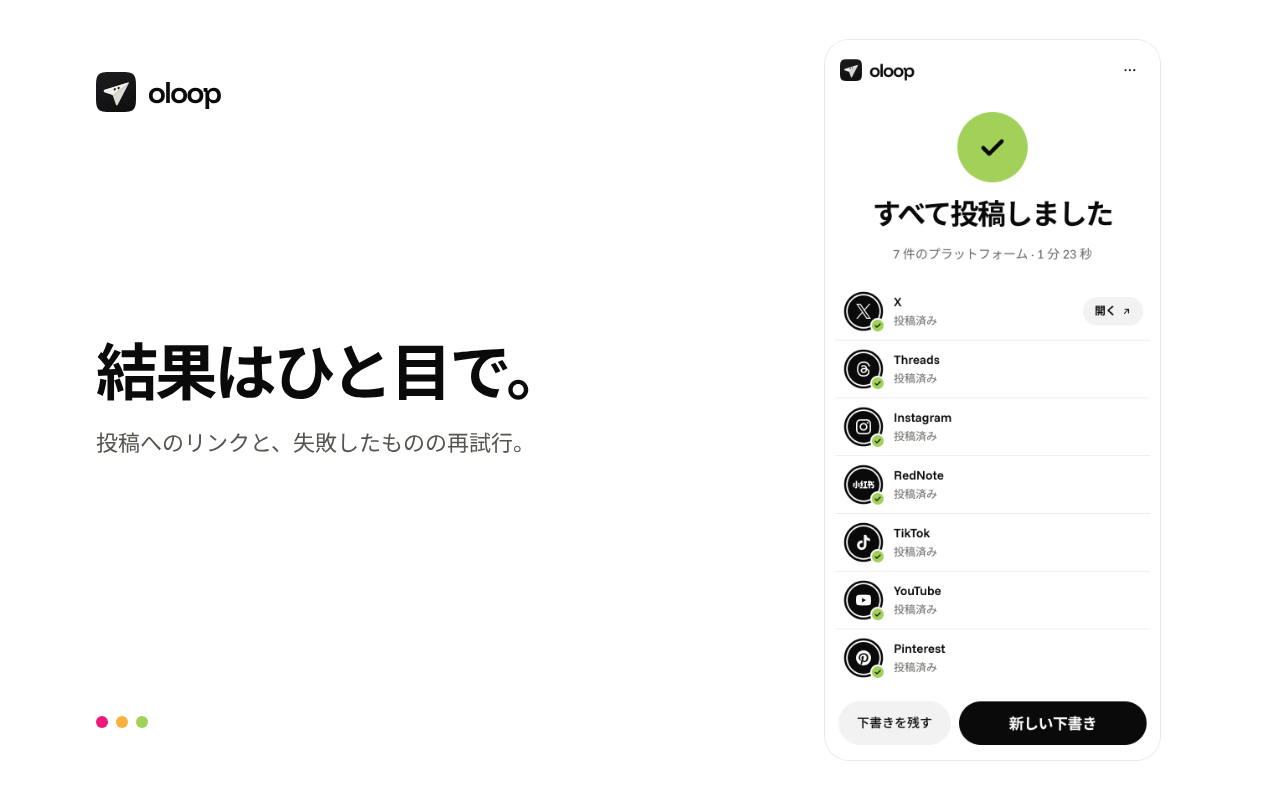 oloop
結果はひと目で。
投稿へのリンクと、失敗したものの再試行。
oloop
すべて投稿しました
7 件のプラットフォーム · 1 分 23 秒
X
投稿済み
開く
Threads
投稿済み
Instagram
投稿済み
小红书
RedNote
投稿済み
TikTok
投稿済み
YouTube
投稿済み
Pinterest
投稿済み
下書きを残す
新しい下書き